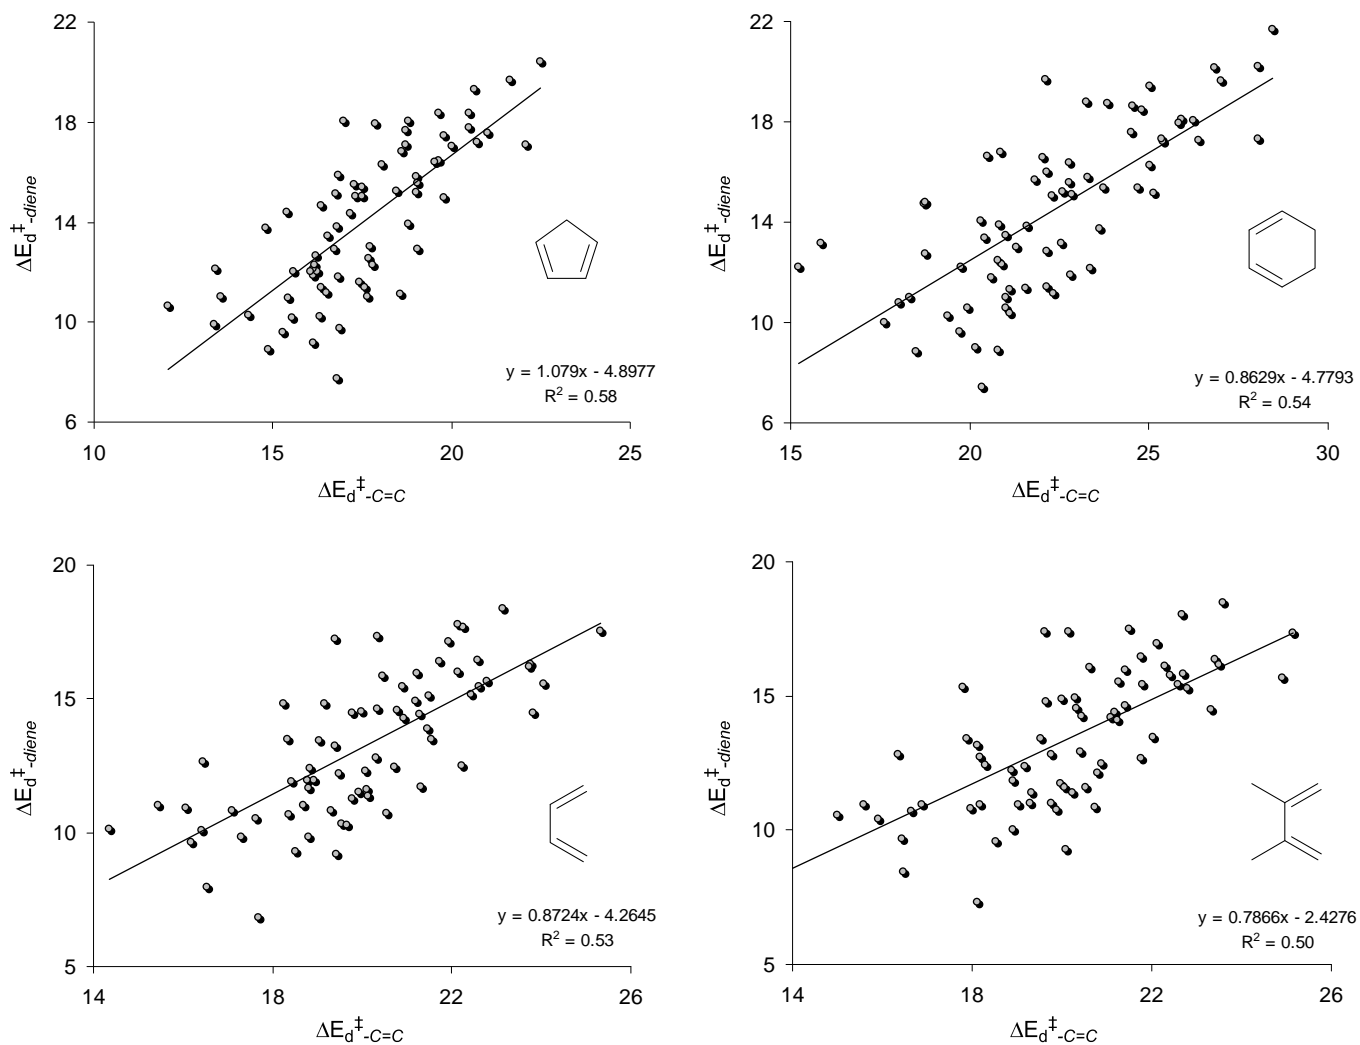 22
18
14
10
6
ΔEd‡-diene
10 15 20 25
ΔEd‡-C=C
y = 1.079x - 4.8977
R² = 0.58
22
18
14
10
6
ΔEd‡-diene
15 20 25 30
ΔEd‡-C=C
y = 0.8629x - 4.7793
R² = 0.54
20
15
10
5
ΔEd‡-diene
14 18 22 26
ΔEd‡-C=C
y = 0.8724x - 4.2645
R² = 0.53
20
15
10
5
ΔEd‡-diene
14 18 22 26
ΔEd‡-C=C
y = 0.7866x - 2.4276
R² = 0.50